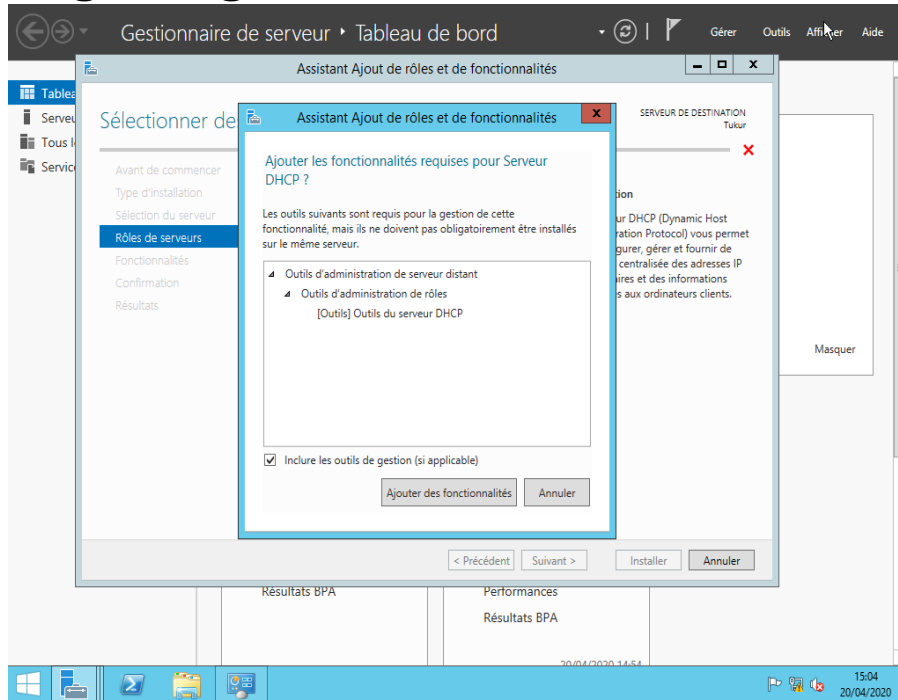 Gestionnaire de serveur ‣ Tableau de bord
Gérer
Outils
Afficher
Aide
Assistant Ajout de rôles et de fonctionnalités
Sélectionner de
SERVEUR DE DESTINATION
Tukur
Avant de commencer
Type d'installation
Sélection du serveur
Rôles de serveurs
Fonctionnalités
Confirmation
Résultats
Assistant Ajout de rôles et de fonctionnalités
Ajouter les fonctionnalités requises pour Serveur
DHCP ?
Les outils suivants sont requis pour la gestion de cette
fonctionnalité, mais ils ne doivent pas obligatoirement être installés
sur le même serveur.
Outils d'administration de serveur distant
Outils d'administration de rôles
[Outils] Outils du serveur DHCP
Inclure les outils de gestion (si applicable)
Ajouter des fonctionnalités
Annuler
ur DHCP (Dynamic Host
ration Protocol) vous permet
gurer, gérer et fournir de
centralisée des adresses IP
ires et des informations
s aux ordinateurs clients.
Masquer
< Précédent
Suivant >
Installer
Annuler
Résultats BPA
Performances
Résultats BPA
20/04/2020 14:54
15:04
20/04/2020